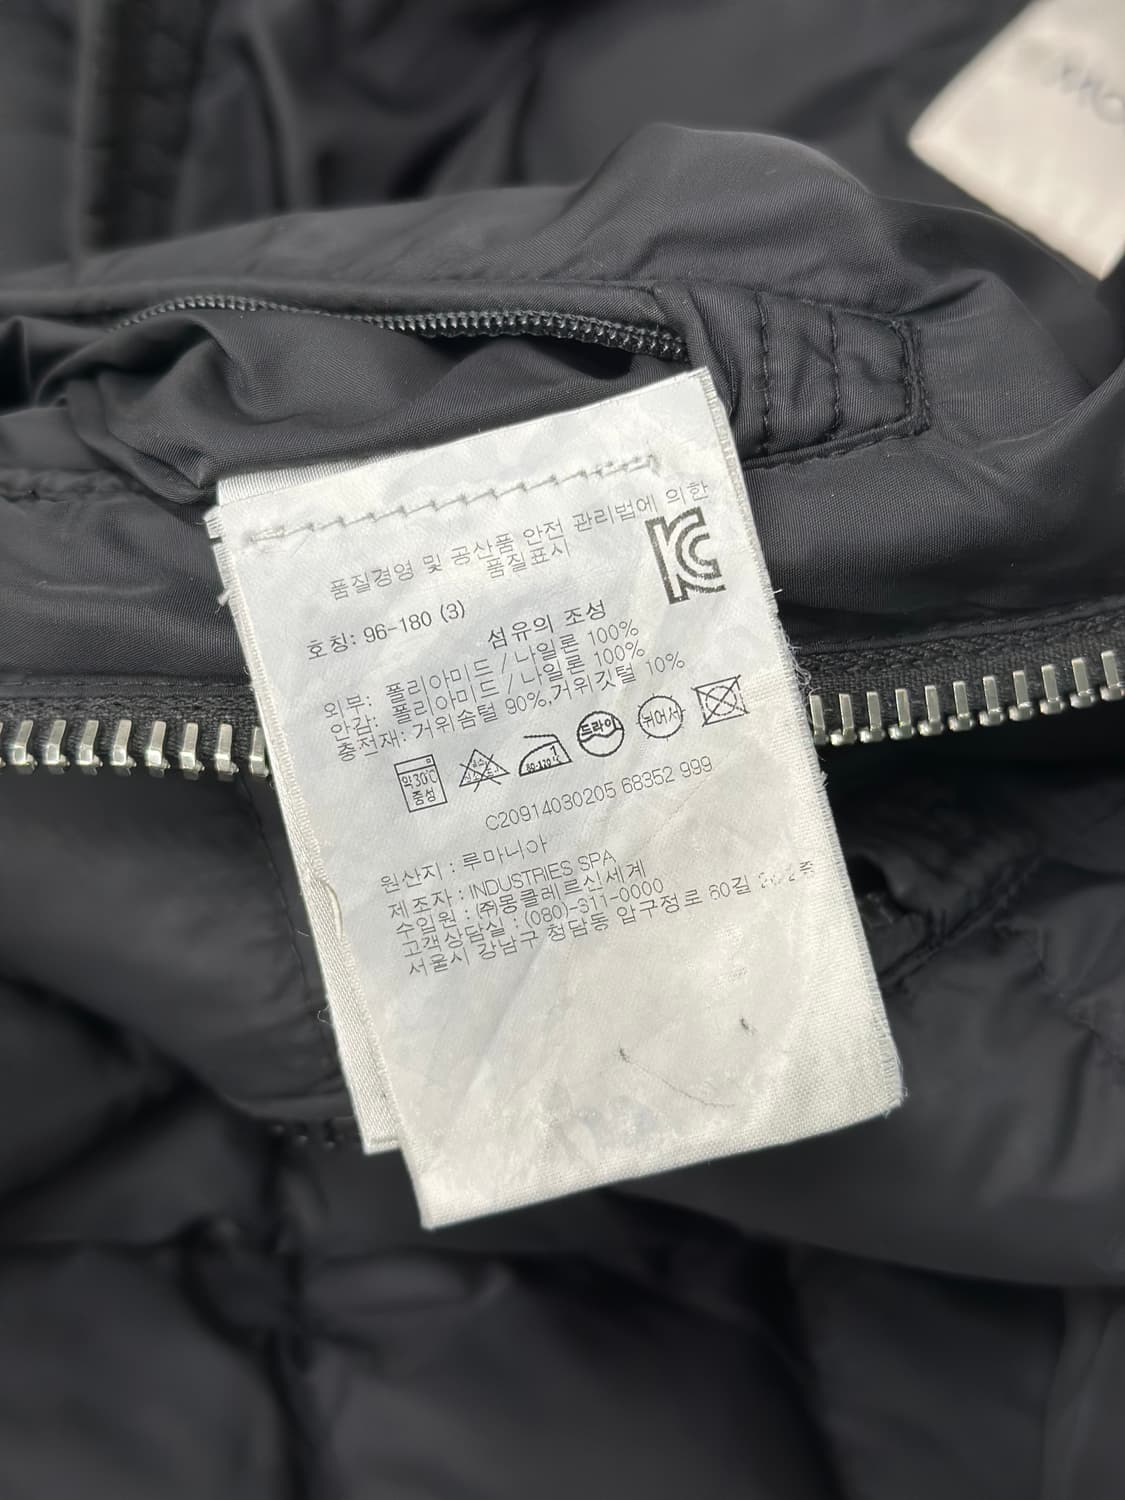 품질경영 및 공산품 안전 관리법에 의한
품질표시
KC
호칭: 96-180 (3)
섬유의 조성
외부: 폴리아미드 / 나일론 100%
안감: 폴리아미드 / 나일론 100%
충전재: 거위솜털 90%,거위깃털 10%
약30℃
중성
드라이
C20914030205 68352 999
원산지 : 루마니아
제조자 : INDUSTRIES SPA
수입원 : (주)몽클레르신세계
고객상담실 : (080)-311-0000
서울시 강남구 청담동 압구정로 60길